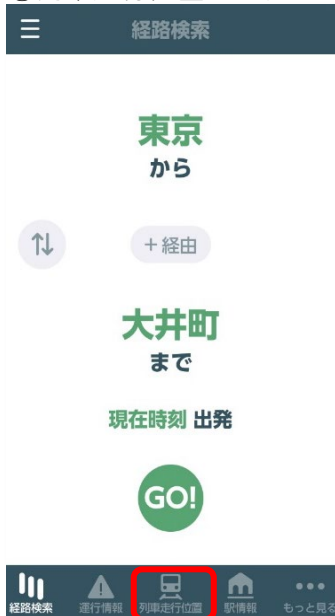 経路検索
東京
から
+経由
大井町
まで
現在時刻 出発
GO!
経路検索 運行情報 列車走行位置 駅情報 もっと見る